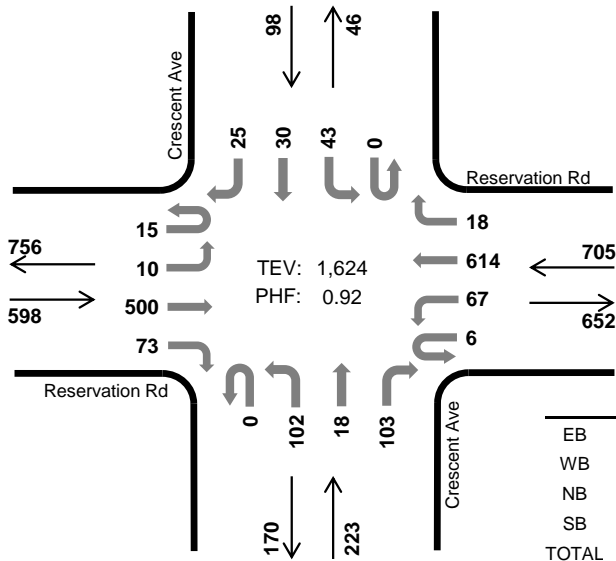 98
46
Crescent Ave
25
30
43
0
Reservation Rd
15
18
756
10
TEV: 1,624
614
705
598
500
PHF: 0.92
67
652
73
6
Reservation Rd
0
102
18
103
Crescent Ave
170
223
EB
WB
NB
SB
TOTAL